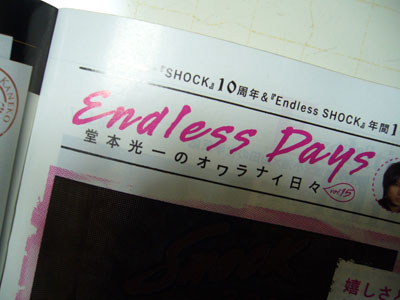 『SHOCK』10周年&『Endless SHOCK』年間1
Endless Days
堂本光一のオワラナイ日々
vol.15
Shock
嬉しさ